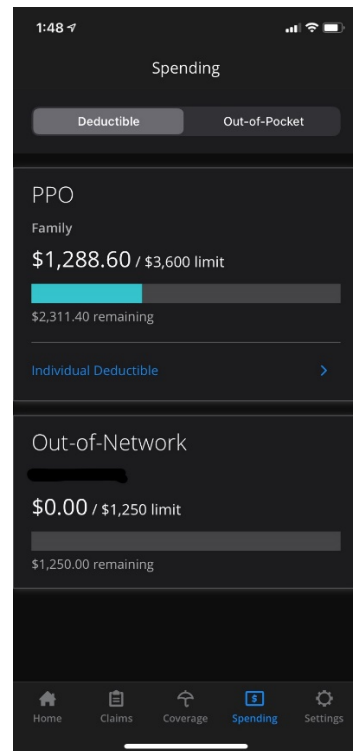 1:48
Spending
Deductible Out-of-Pocket
PPO
Family
$1,288.60 / $3,600 limit
$2,311.40 remaining
Individual Deductible
Out-of-Network
$0.00 / $1,250 limit
$1,250.00 remaining
$
Home Claims Coverage Spending Settings